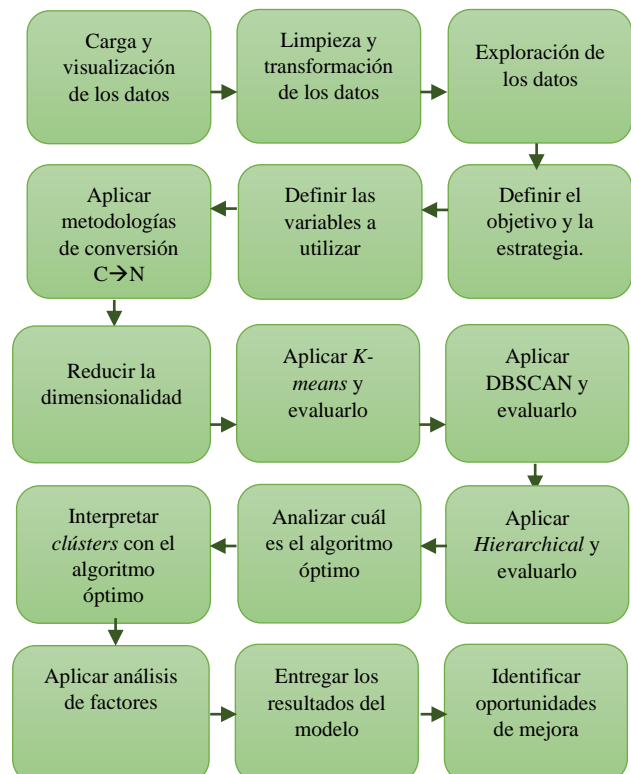 Carga y
visualización
de los datos
Limpieza y
transformación
de los datos
Exploración de
los datos
Definir el
objetivo y la
estrategia.
Definir las
variables a
utilizar
Aplicar
metodologías
de conversión
C→N
Reducir la
dimensionalidad
Aplicar K-
means y
evaluarlo
Aplicar
DBSCAN y
evaluarlo
Aplicar
Hierarchical y
evaluarlo
Analizar cuál
es el algoritmo
óptimo
Interpretar
clústers con el
algoritmo
óptimo
Aplicar análisis
de factores
Entregar los
resultados del
modelo
Identificar
oportunidades
de mejora